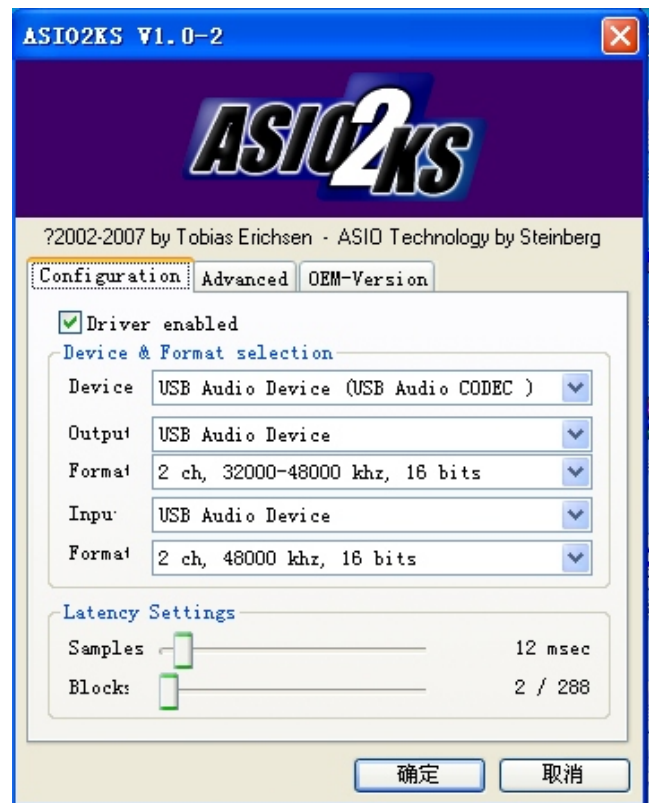 ASIO2KS V1.0-2
ASIO2KS
?2002-2007 by Tobias Erichsen - ASIO Technology by Steinberg
Configuration Advanced OEM-Version
Driver enabled
Device & Format selection
Device USB Audio Device (USB Audio CODEC )
Output USB Audio Device
Format 2 ch, 32000-48000 khz, 16 bits
Inpu USB Audio Device
Format 2 ch, 48000 khz, 16 bits
Latency Settings
Samples 12 msec
Blocks 2 / 288
确定 取消